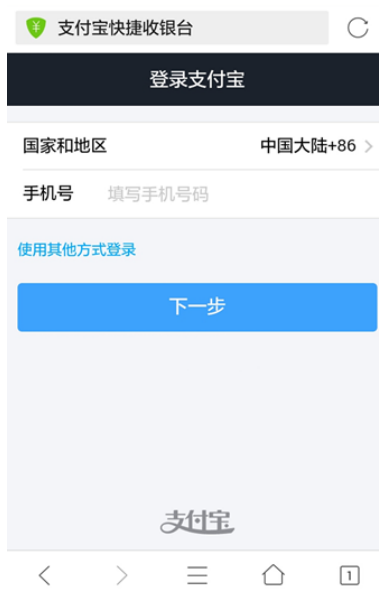 支付宝快捷收银台
登录支付宝
国家和地区 中国大陆+86
手机号 填写手机号码
使用其他方式登录
下一步
支付宝
1